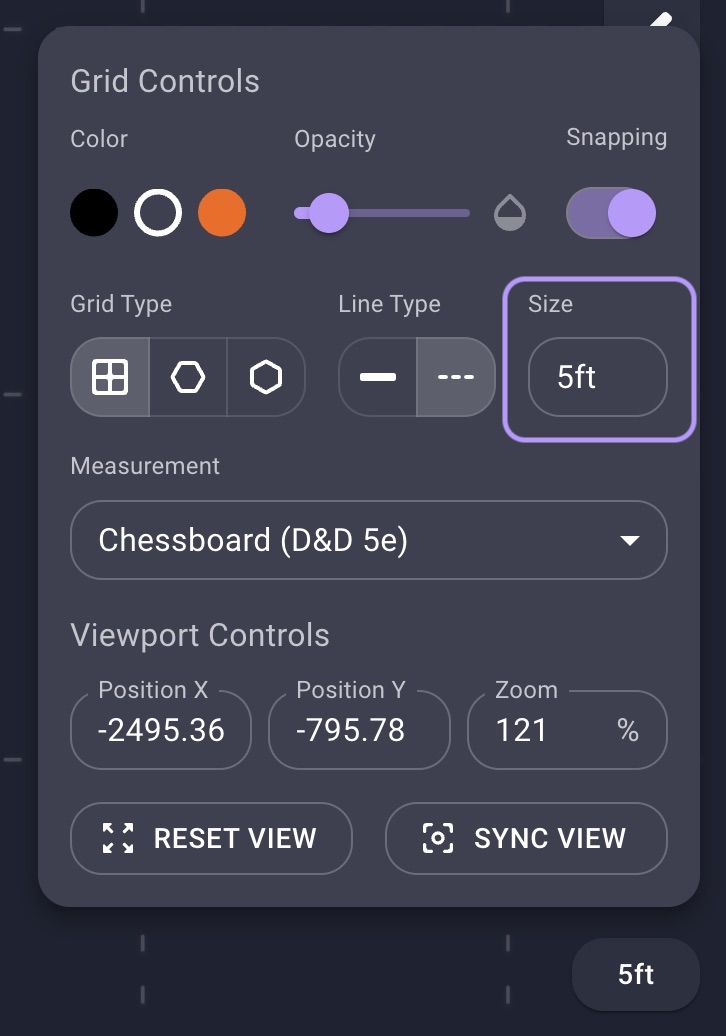 Grid Controls
Color
Opacity
Snapping
Grid Type
Line Type
Size
5ft
Measurement
Chessboard (D&D 5e)
Viewport Controls
Position X
Position Y
Zoom
-2495.36
-795.78
121 %
RESET VIEW
SYNC VIEW
5ft